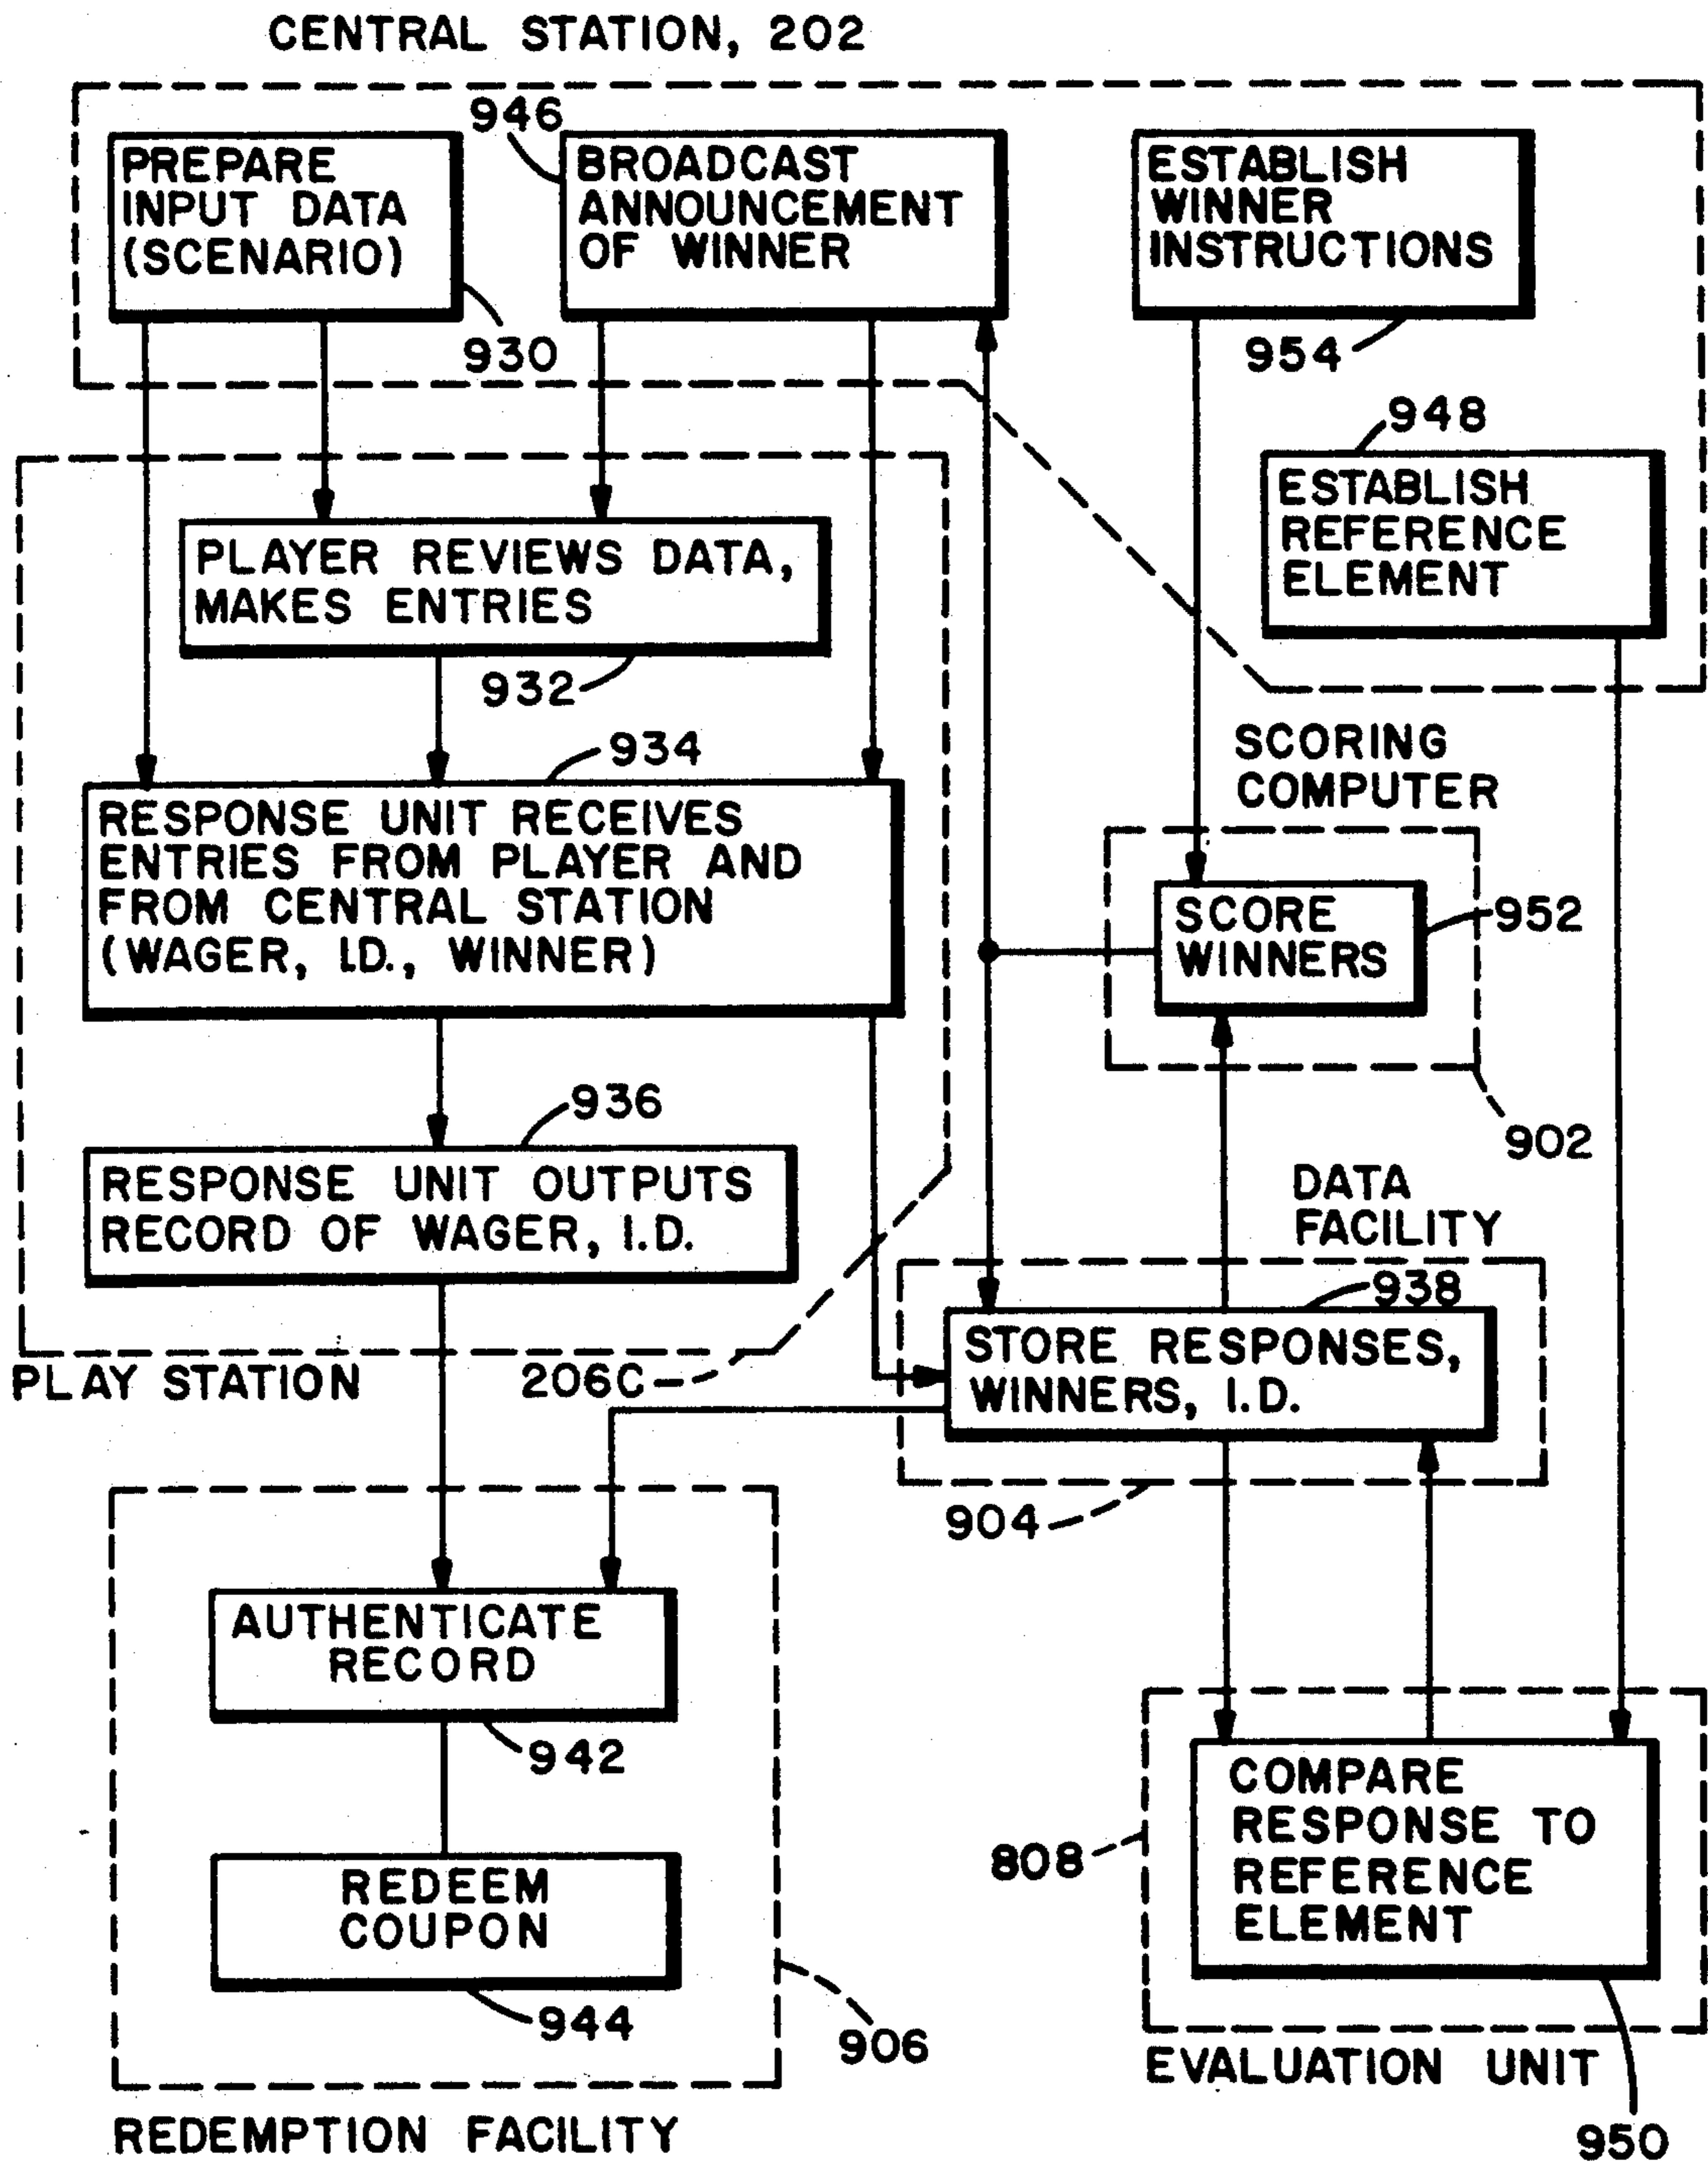 CENTRAL STATION, 202
946
PREPARE
INPUT DATA
(SCENARIO)
930
BROADCAST
ANNOUNCEMENT
OF WINNER
ESTABLISH
WINNER
INSTRUCTIONS
954
948
ESTABLISH
REFERENCE
ELEMENT
PLAYER REVIEWS DATA,
MAKES ENTRIES
932
934
RESPONSE UNIT RECEIVES
ENTRIES FROM PLAYER AND
FROM CENTRAL STATION
(WAGER, I.D., WINNER)
SCORING
COMPUTER
SCORE
WINNERS
952
902
936
RESPONSE UNIT OUTPUTS
RECORD OF WAGER, I.D.
PLAY STATION
206C
DATA
FACILITY
938
STORE RESPONSES,
WINNERS, I.D.
904
AUTHENTICATE
RECORD
942
REDEEM
COUPON
944
906
REDEMPTION FACILITY
808
COMPARE
RESPONSE TO
REFERENCE
ELEMENT
EVALUATION UNIT
950